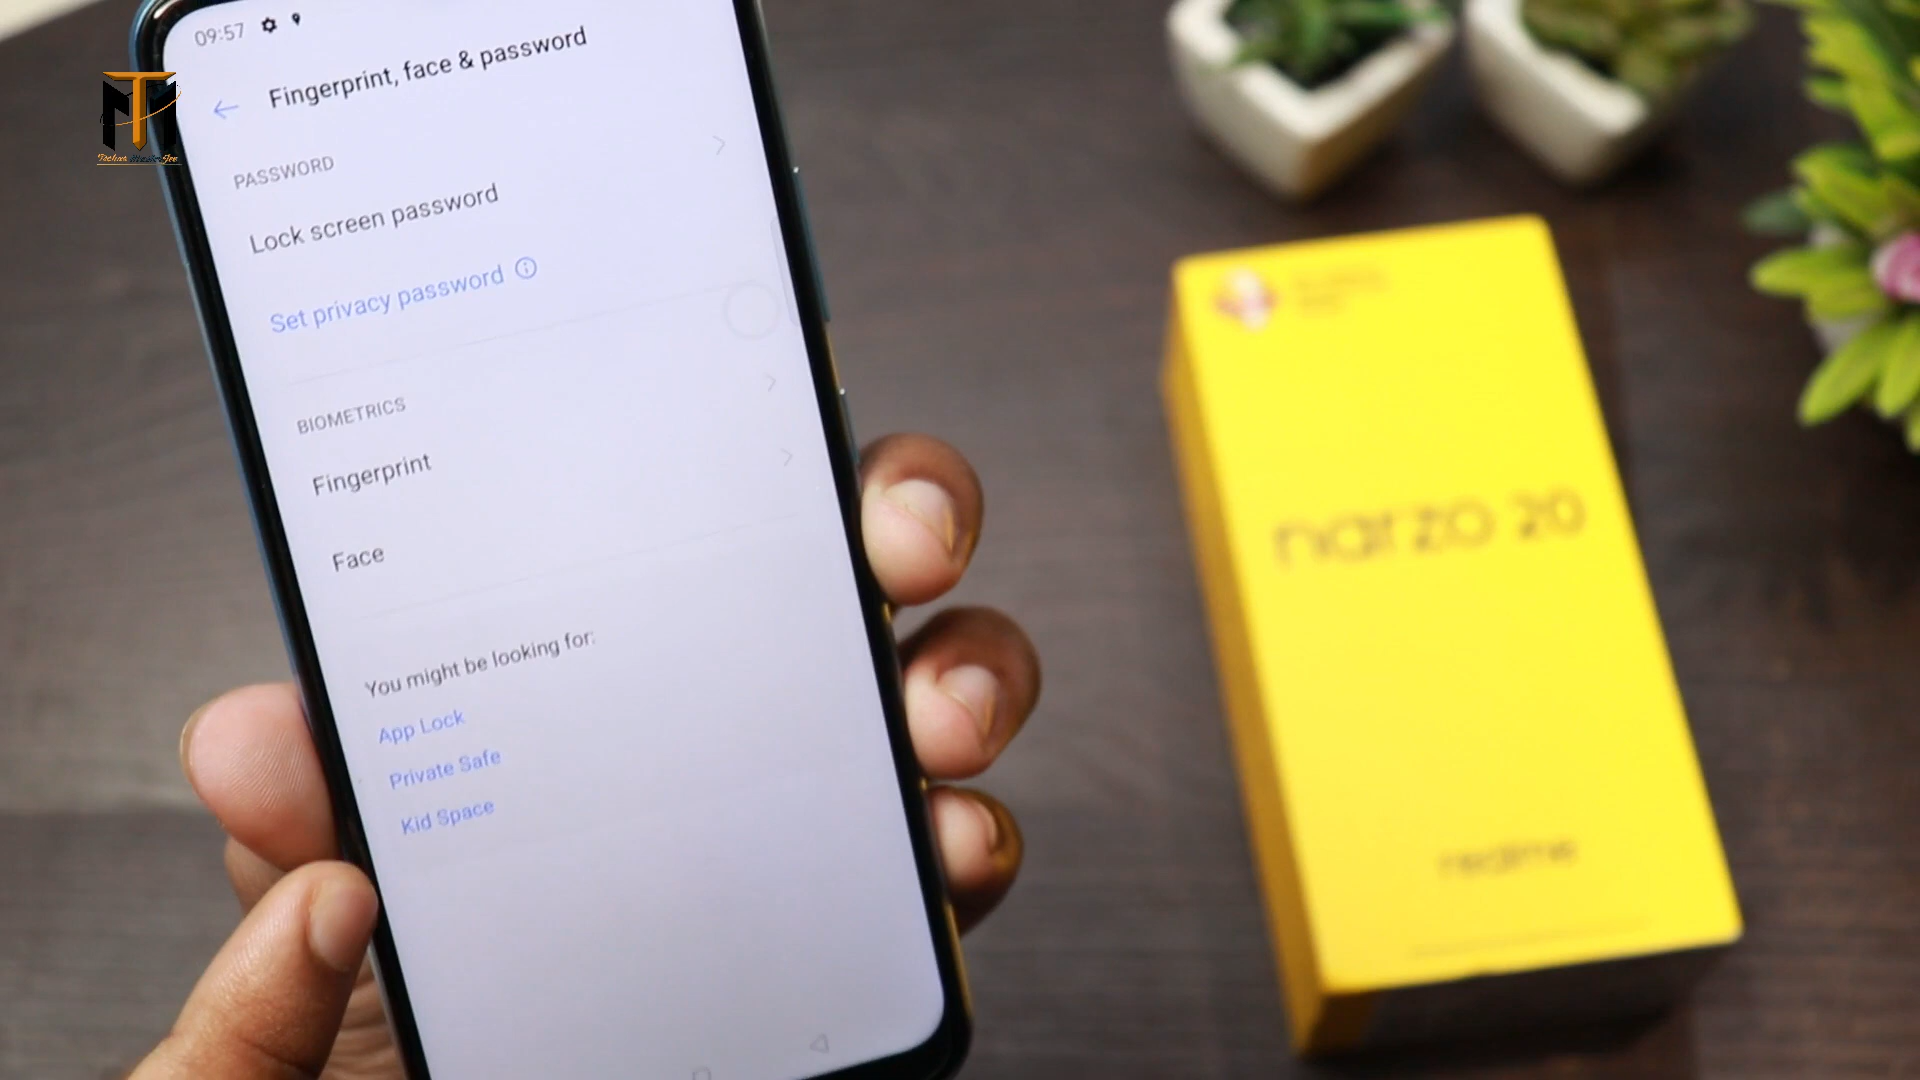 09:57
Fingerprint, face & password
PASSWORD
Lock screen password
Set privacy password
BIOMETRICS
Fingerprint
Face
You might be looking for:
App Lock
Private Safe
Kid Space
narzo 20
realme